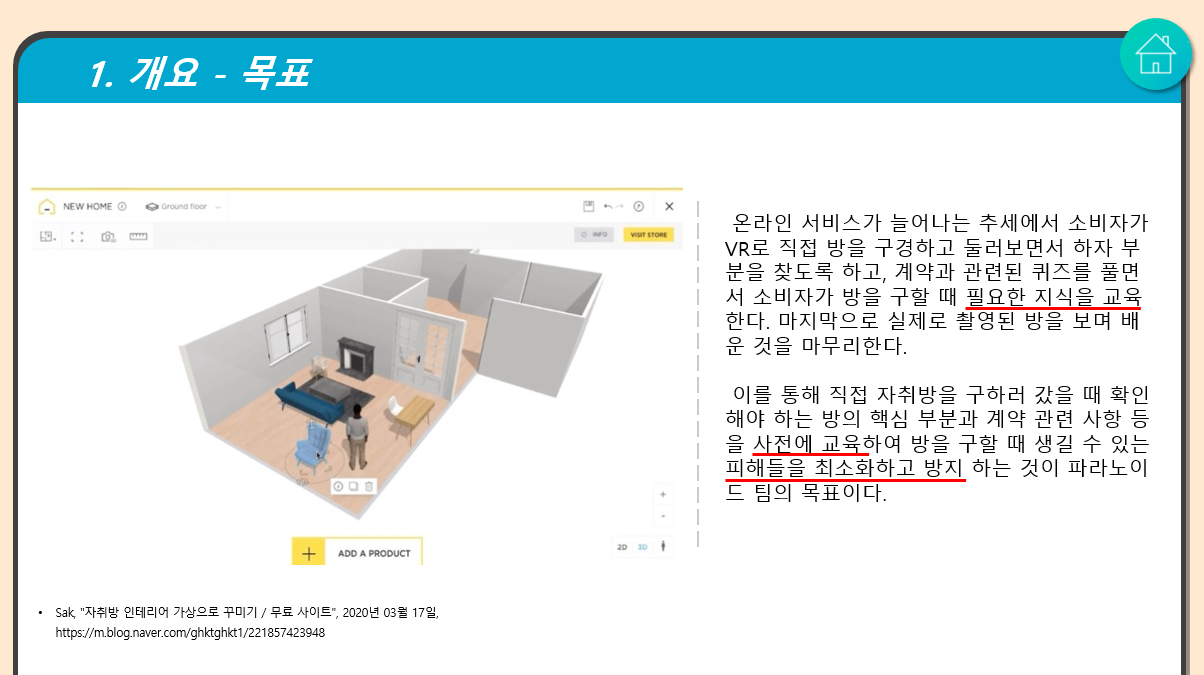 1. 개요 - 목표
NEW HOME
Ground floor
INFO
VISIT STORE
ADD A PRODUCT
2D 3D
온라인 서비스가 늘어나는 추세에서 소비자가
VR로 직접 방을 구경하고 둘러보면서 하자 부
분을 찾도록 하고, 계약과 관련된 퀴즈를 풀면
서 소비자가 방을 구할 때 필요한 지식을 교육
한다. 마지막으로 실제로 촬영된 방을 보며 배
운 것을 마무리한다.
이를 통해 직접 자취방을 구하러 갔을 때 확인
해야 하는 방의 핵심 부분과 계약 관련 사항 등
을 사전에 교육하여 방을 구할 때 생길 수 있는
피해들을 최소화하고 방지 하는 것이 파라노이
드 팀의 목표이다.
• Sak, "자취방 인테리어 가상으로 꾸미기 / 무료 사이트", 2020년 03월 17일,
https://m.blog.naver.com/ghktghkt1/221857423948